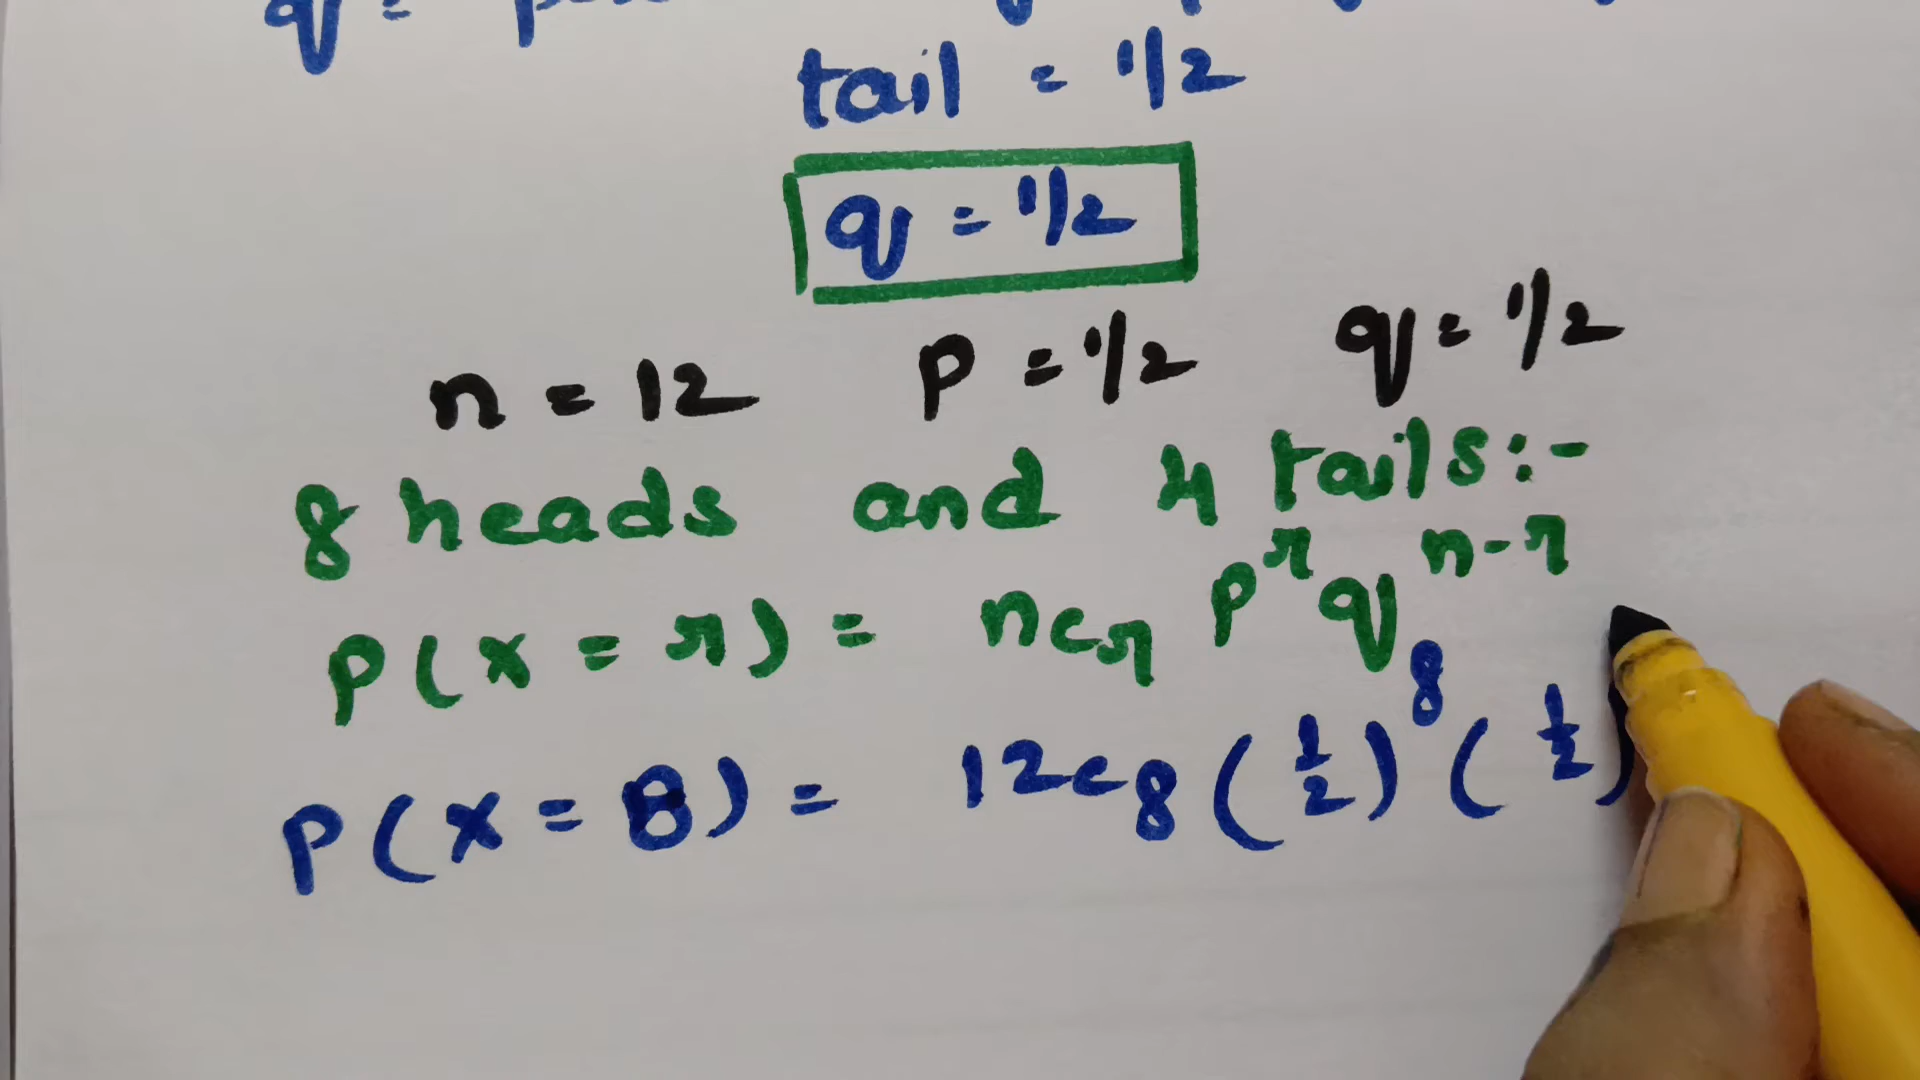 q =
tail = 1/2
q = 1/2
n = 12 p = 1/2 q = 1/2
8 heads and 4 tails:-
p(x = r) = ncr p^r q^n-r
p(x = 8) = 12c8 (1/2)^8 (1/2)